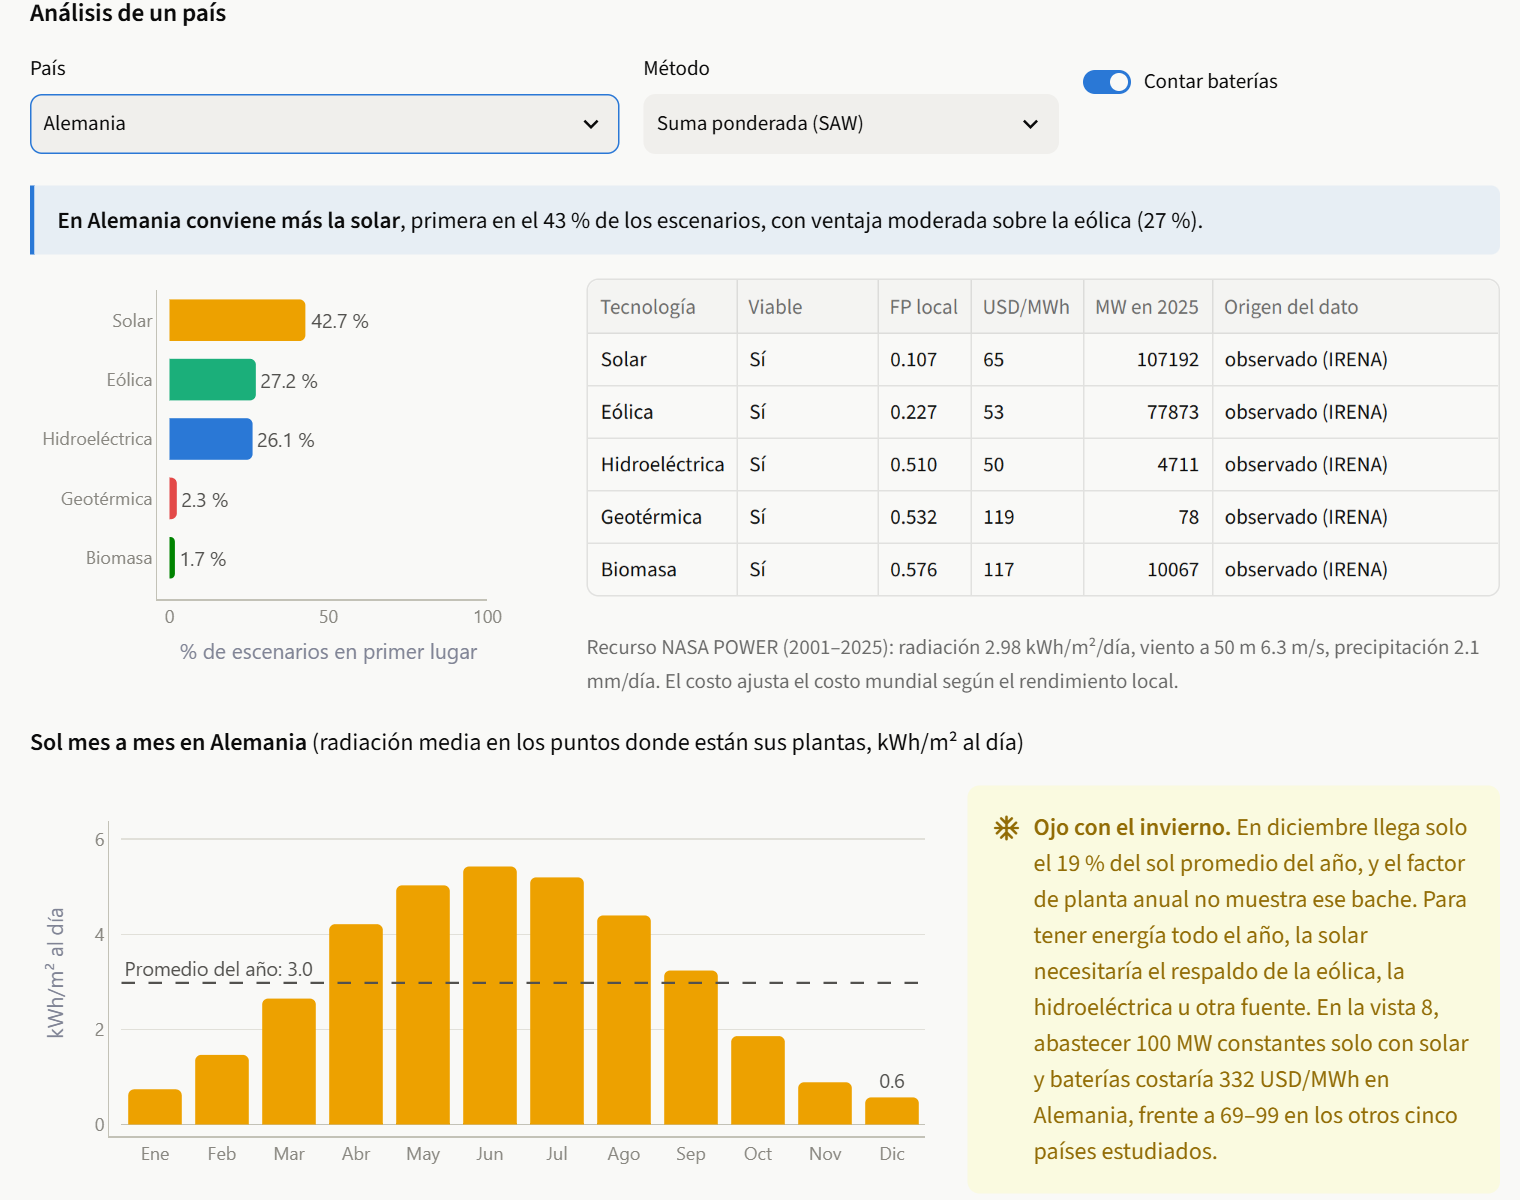 Análisis de un país
País
Método
Contar baterías
Alemania
Suma ponderada (SAW)
En Alemania conviene más la solar, primera en el 43 % de los escenarios, con ventaja moderada sobre la eólica (27 %).
Solar 42.7 %
Eólica 27.2 %
Hidroeléctrica 26.1 %
Geotérmica 2.3 %
Biomasa 1.7 %
0 50 100
% de escenarios en primer lugar
Tecnología Viable FP local USD/MWh MW en 2025 Origen del dato
Solar Sí 0.107 65 107192 observado (IRENA)
Eólica Sí 0.227 53 77873 observado (IRENA)
Hidroeléctrica Sí 0.510 50 4711 observado (IRENA)
Geotérmica Sí 0.532 119 78 observado (IRENA)
Biomasa Sí 0.576 117 10067 observado (IRENA)
Recurso NASA POWER (2001–2025): radiación 2.98 kWh/m²/día, viento a 50 m 6.3 m/s, precipitación 2.1
mm/día. El costo ajusta el costo mundial según el rendimiento local.
Sol mes a mes en Alemania (radiación media en los puntos donde están sus plantas, kWh/m² al día)
kWh/m² al día
6
4
2
0
Promedio del año: 3.0
0.6
Ene Feb Mar Abr May Jun Jul Ago Sep Oct Nov Dic
Ojo con el invierno. En diciembre llega solo
el 19 % del sol promedio del año, y el factor
de planta anual no muestra ese bache. Para
tener energía todo el año, la solar
necesitaría el respaldo de la eólica, la
hidroeléctrica u otra fuente. En la vista 8,
abastecer 100 MW constantes solo con solar
y baterías costaría 332 USD/MWh en
Alemania, frente a 69–99 en los otros cinco
países estudiados.